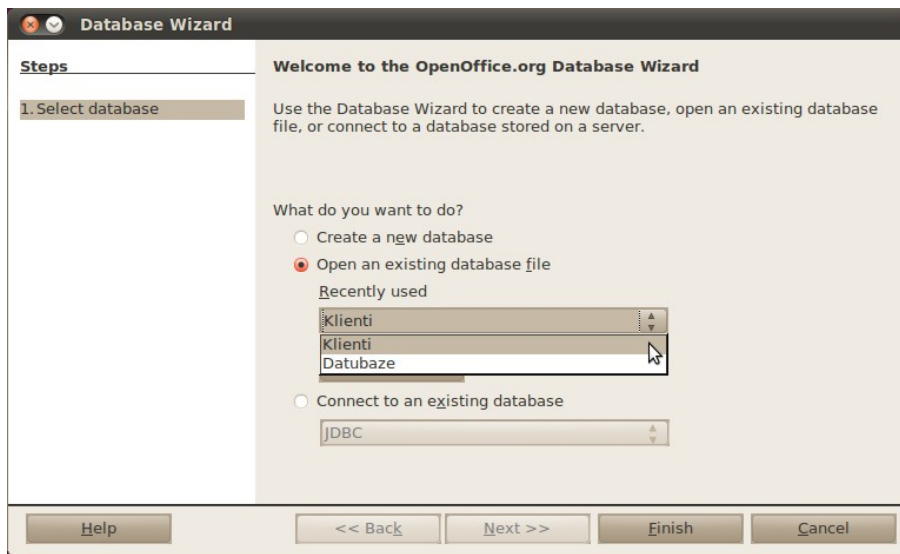 Database Wizard
Steps
1. Select database
Welcome to the OpenOffice.org Database Wizard
Use the Database Wizard to create a new database, open an existing database
file, or connect to a database stored on a server.
What do you want to do?
Create a new database
Open an existing database file
Recently used
Klienti
Klienti
Datubaze
Connect to an existing database
JDBC
Help
<< Back
Next >>
Finish
Cancel